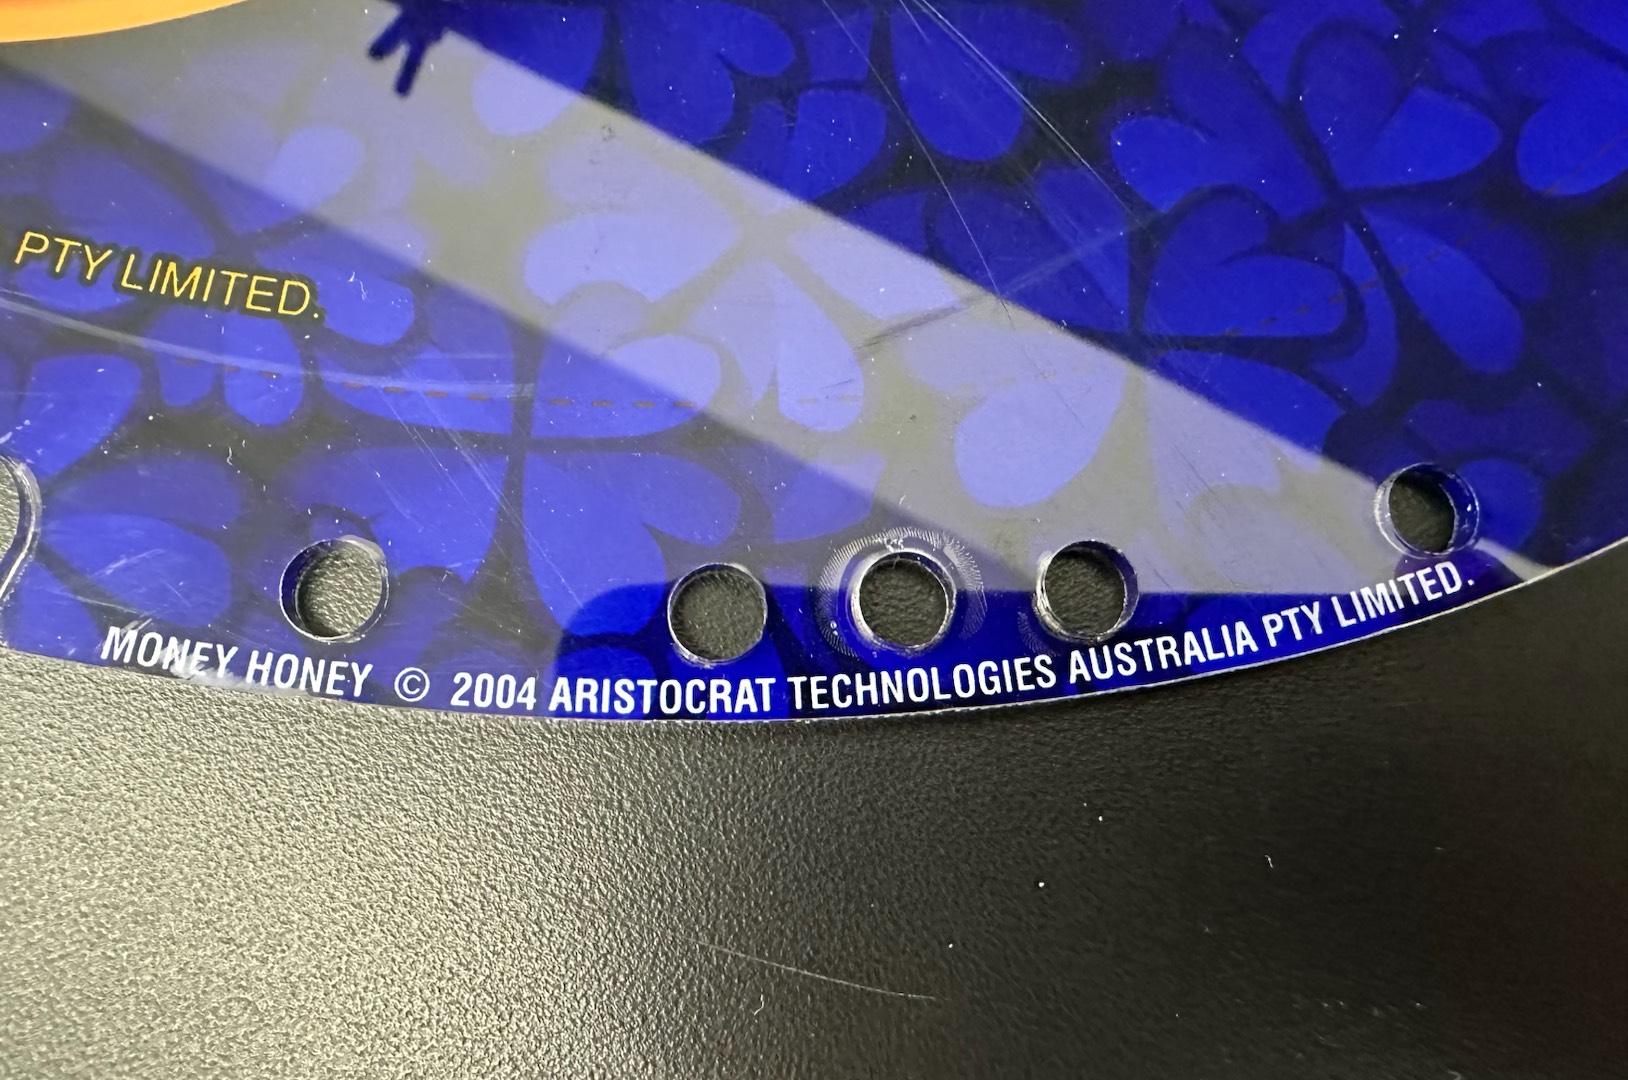 PTY LIMITED.
MONEY HONEY © 2004 ARISTOCRAT TECHNOLOGIES AUSTRALIA PTY LIMITED.